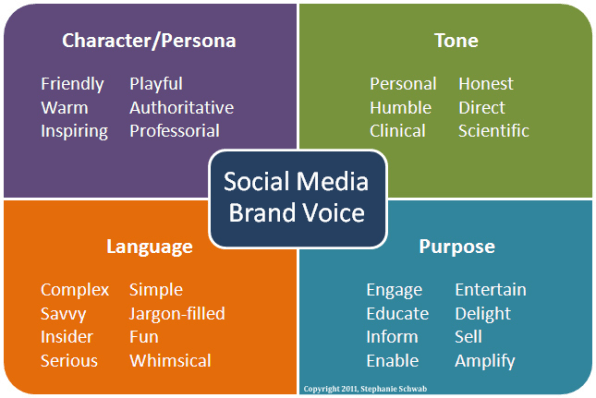 Character/Persona
Friendly Playful
Warm Authoritative
Inspiring Professorial
Tone
Personal Honest
Humble Direct
Clinical Scientific
Social Media
Brand Voice
Language
Complex Simple
Savvy Jargon-filled
Insider Fun
Serious Whimsical
Purpose
Engage Entertain
Educate Delight
Inform Sell
Enable Amplify
Copyright 2011, Stephanie Schwab